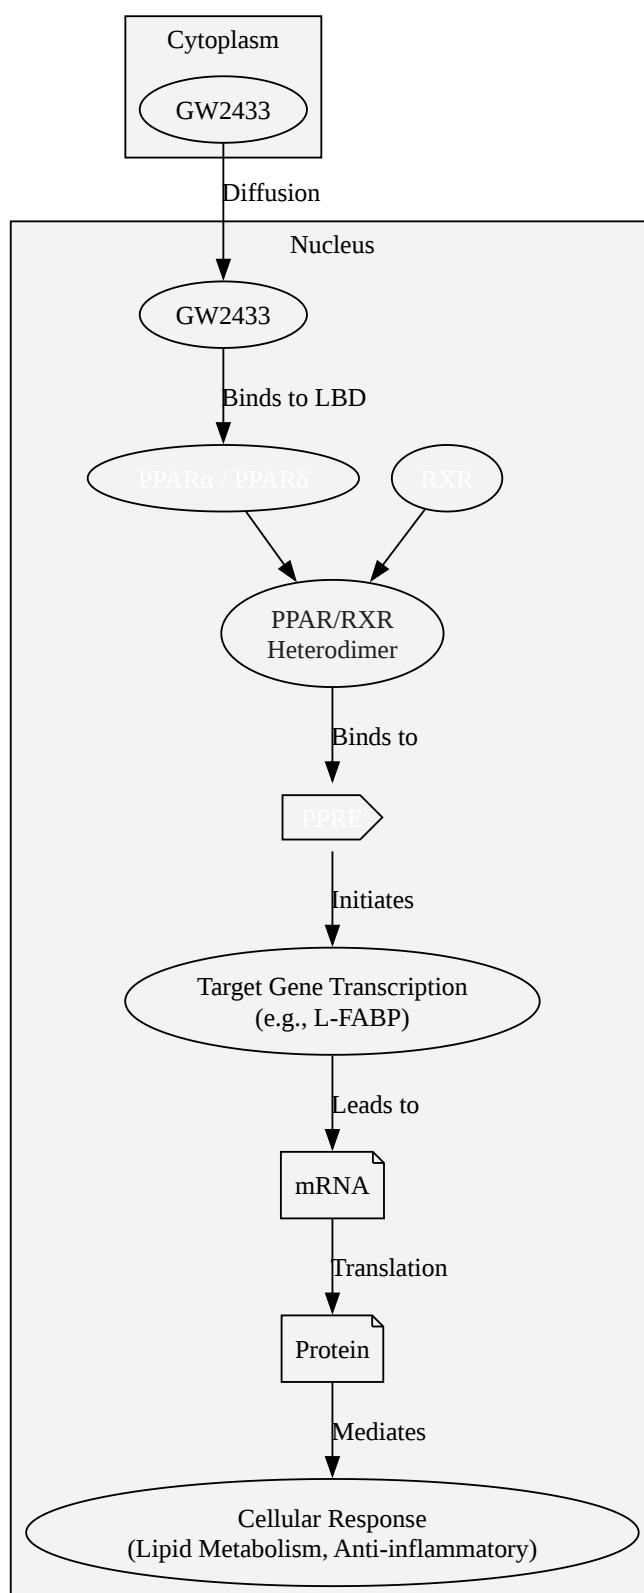 Cytoplasm
GW2433
Diffusion
Nucleus
GW2433
Binds to LBD
PPARα / PPARδ
RXR
PPAR/RXR
Heterodimer
Binds to
PPRE
Initiates
Target Gene Transcription
(e.g., L-FABP)
Leads to
mRNA
Translation
Protein
Mediates
Cellular Response
(Lipid Metabolism, Anti-inflammatory)